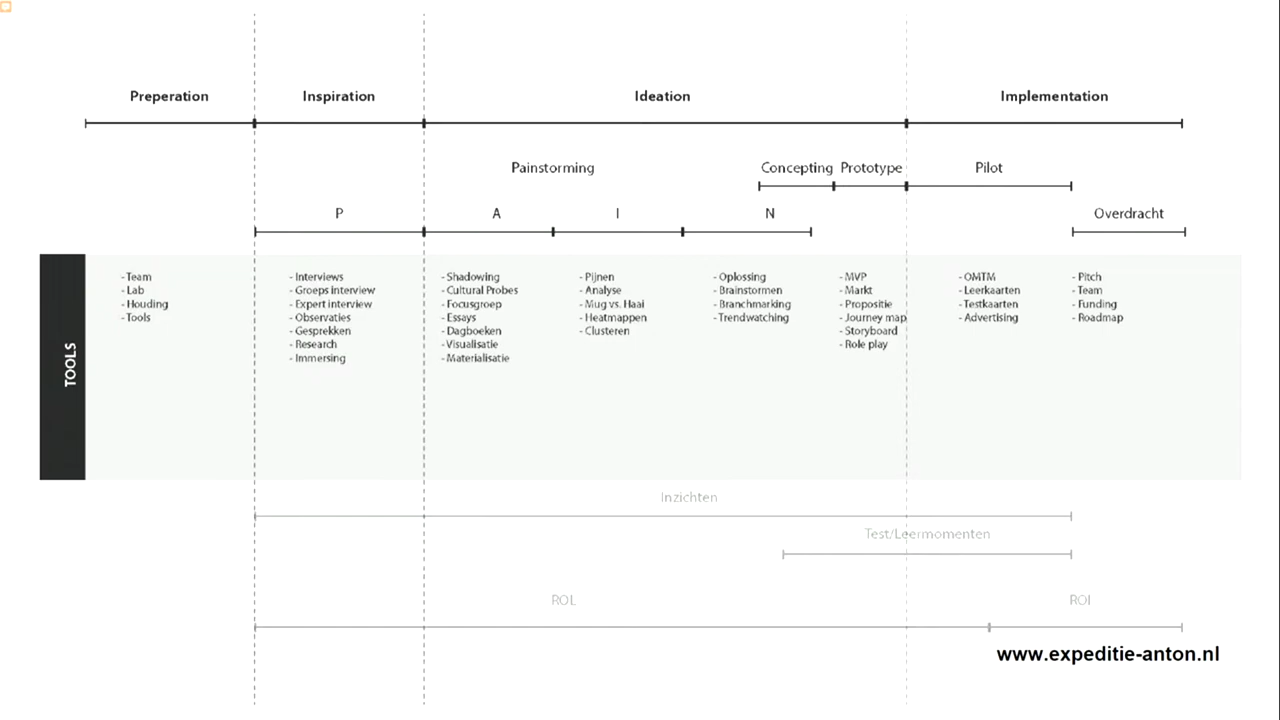 Preperation
Inspiration
Ideation
Implementation
Painstorming
Concepting
Prototype
Pilot
P
A
I
N
Overdracht
TOOLS
- Team
- Lab
- Houding
- Tools
- Interviews
- Groeps interview
- Expert interview
- Observaties
- Gesprekken
- Research
- Immersing
- Shadowing
- Cultural Probes
- Focusgroep
- Essays
- Dagboeken
- Visualisatie
- Materialisatie
- Pijnen
- Analyse
- Mug vs. Haai
- Heatmappen
- Clusteren
- Oplossing
- Brainstormen
- Branchmarking
- Trendwatching
- MVP
- Markt
- Propositie
- Journey map
- Storyboard
- Role play
- OMTM
- Leerkaarten
- Testkaarten
- Advertising
- Pitch
- Team
- Funding
- Roadmap
Inzichten
Test/Leermomenten
ROL
ROI
www.expeditie-anton.nl